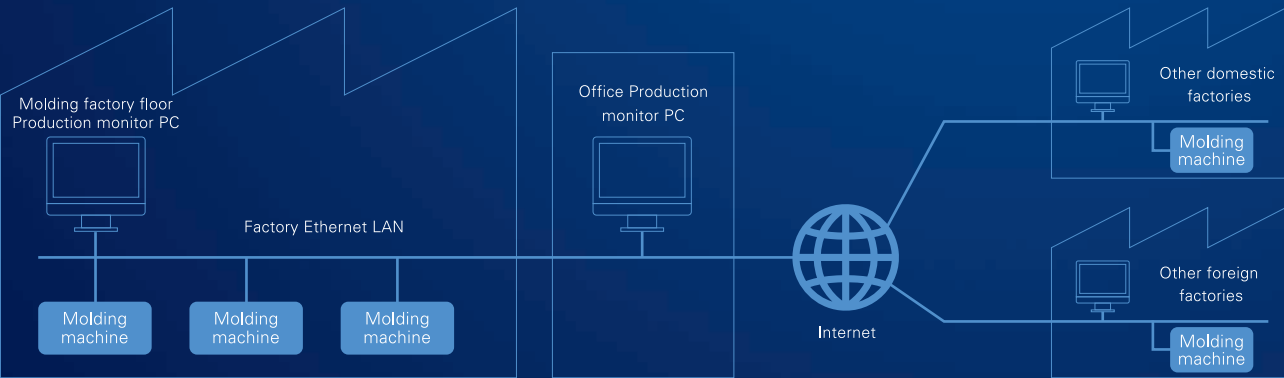 Molding factory floor
Production monitor PC
Factory Ethernet LAN
Molding
machine
Molding
machine
Molding
machine
Office Production
monitor PC
Internet
Other domestic
factories
Molding
machine
Other foreign
factories
Molding
machine